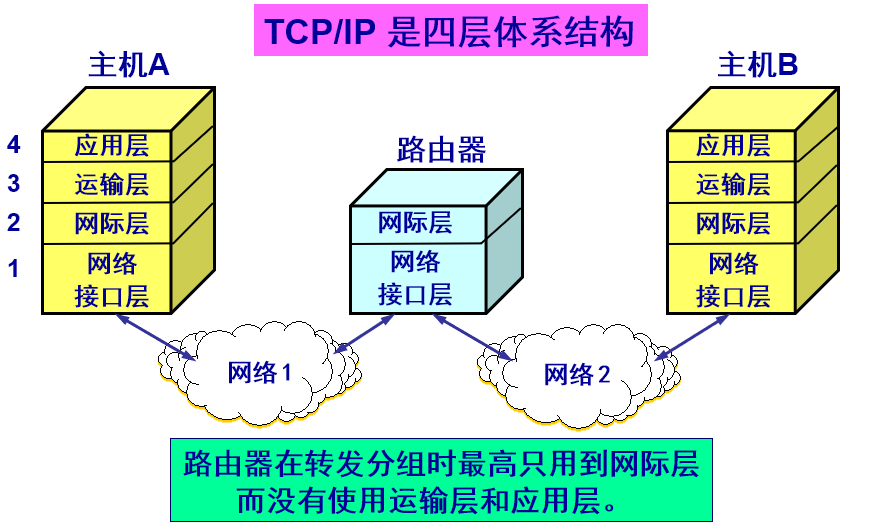 TCP/IP 是四层体系结构
主机A
主机B
路由器
4
应用层
3
运输层
2
网际层
1
网络
接口层
网际层
网络
接口层
应用层
运输层
网际层
网络
接口层
网络1
网络2
路由器在转发分组时最高只用到网际层
而没有使用运输层和应用层。